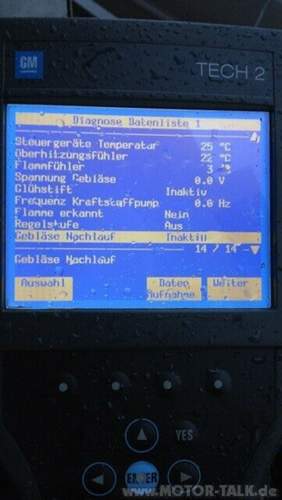 GM
TECH 2
Diagnose Datenliste 1
Steuergeräte Temperatur 25 °C
Überhitzungsfühler 22 °C
Flammfühler 3 °C
Spannung Gebläse 0.0 V
Glühstift Inaktiv
Frequenz Kraftstoffpump 0.0 Hz
Flamme erkannt Nein
Regelstufe Aus
Gebläse Nachlauf Inaktiv
14 / 14
Gebläse Nachlauf
Auswahl Daten Weiter
Aufnahme
YES
ENTER
www.MOTOR-TALK.de